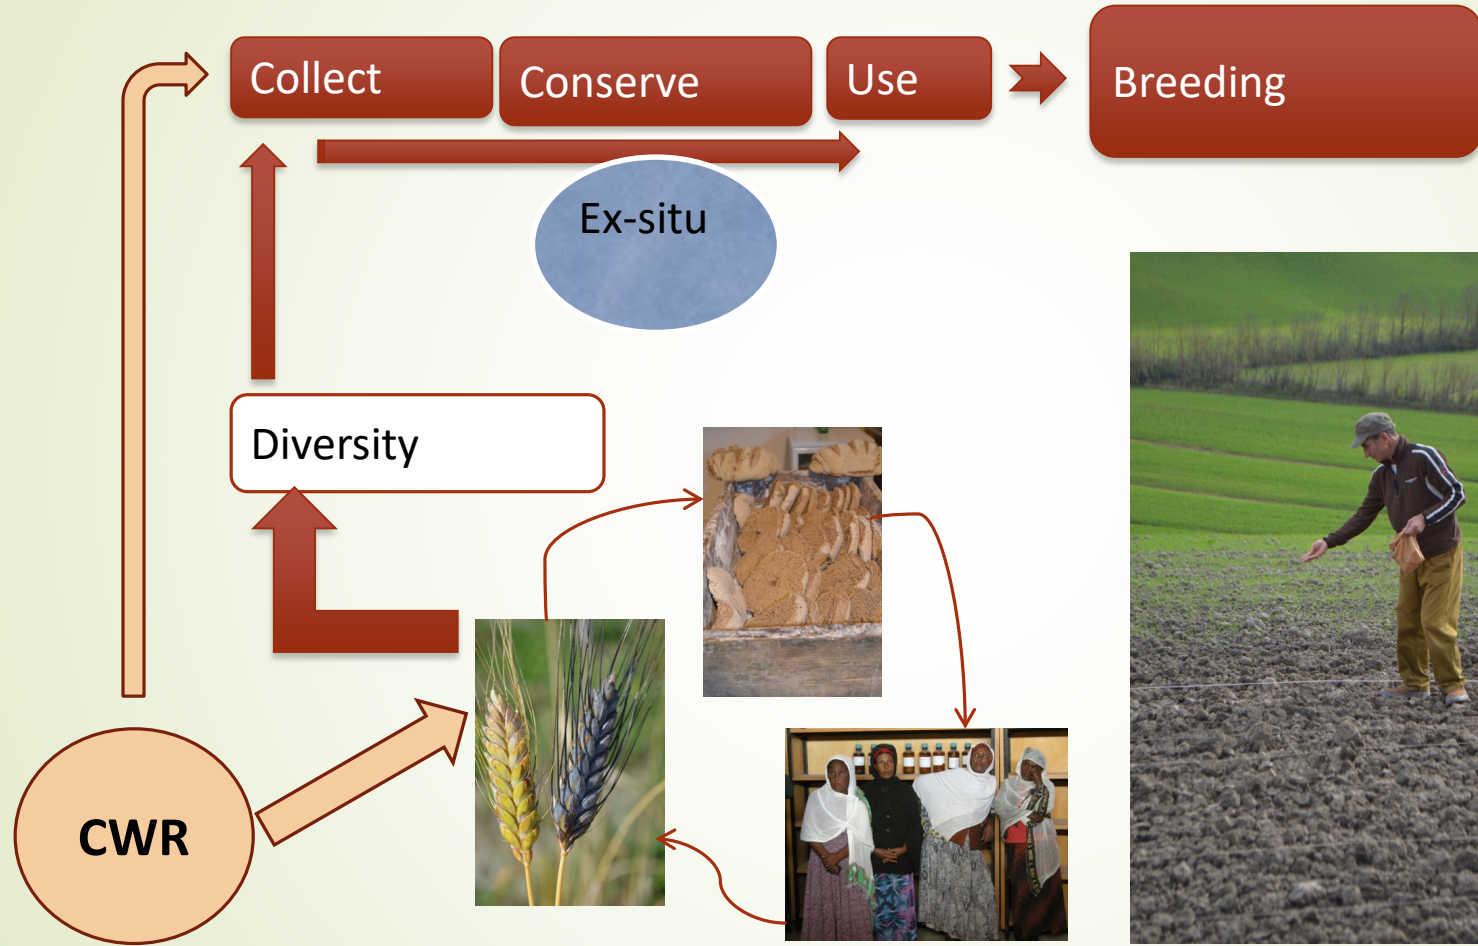 Collect
Conserve
Use
Breeding
Ex-situ
Diversity
CWR